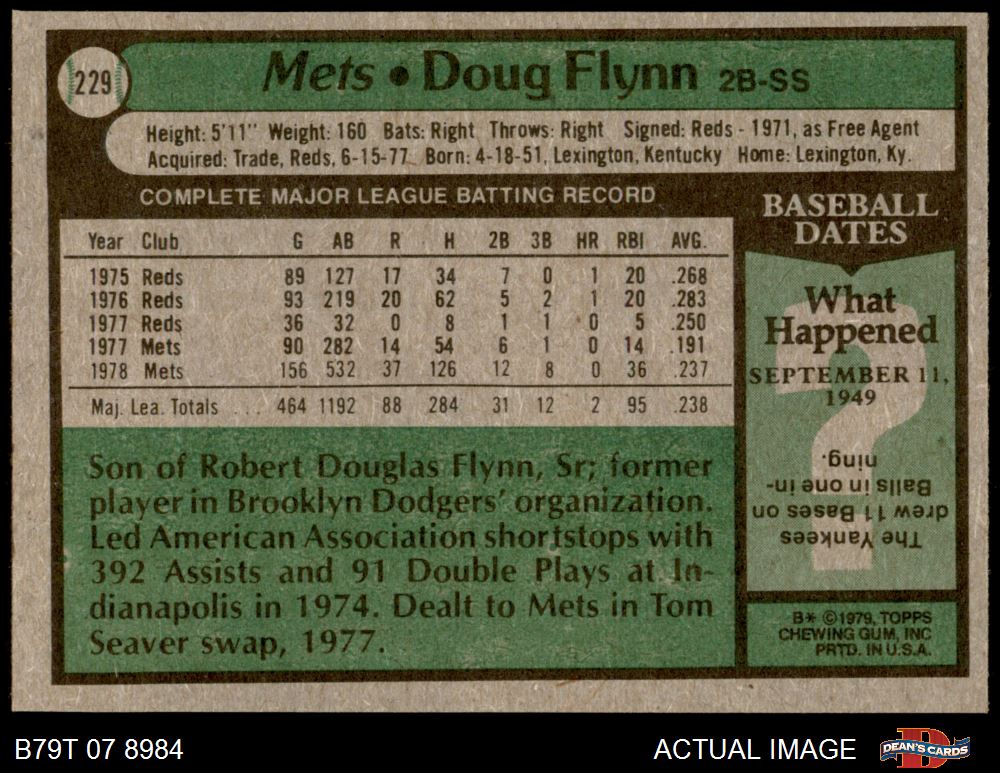 229
Mets • Doug Flynn 2B-SS
Height: 5'11" Weight: 160 Bats: Right Throws: Right Signed: Reds - 1971, as Free Agent
Acquired: Trade, Reds, 6-15-77 Born: 4-18-51, Lexington, Kentucky Home: Lexington, Ky.
COMPLETE MAJOR LEAGUE BATTING RECORD
Year Club G AB R H 2B 3B HR RBI AVG.
1975 Reds 89 127 17 34 7 0 1 20 .268
1976 Reds 93 219 20 62 5 2 1 20 .283
1977 Reds 36 32 0 8 1 1 0 5 .250
1977 Mets 90 282 14 54 6 1 0 14 .191
1978 Mets 156 532 37 126 12 8 0 36 .237
Maj. Lea. Totals ... 464 1192 88 284 31 12 2 95 .238
Son of Robert Douglas Flynn, Sr; former
player in Brooklyn Dodgers' organization.
Led American Association shortstops with
392 Assists and 91 Double Plays at In-
dianapolis in 1974. Dealt to Mets in Tom
Seaver swap, 1977.
BASEBALL
DATES
What
Happened
SEPTEMBER 11,
1949
The Yankees
drew 11 Bases on
Balls in one in-
ning.
B* ©1979, TOPPS
CHEWING GUM, INC
PRTD. IN U.S.A.
B79T 07 8984
ACTUAL IMAGE
DEAN'S CARDS